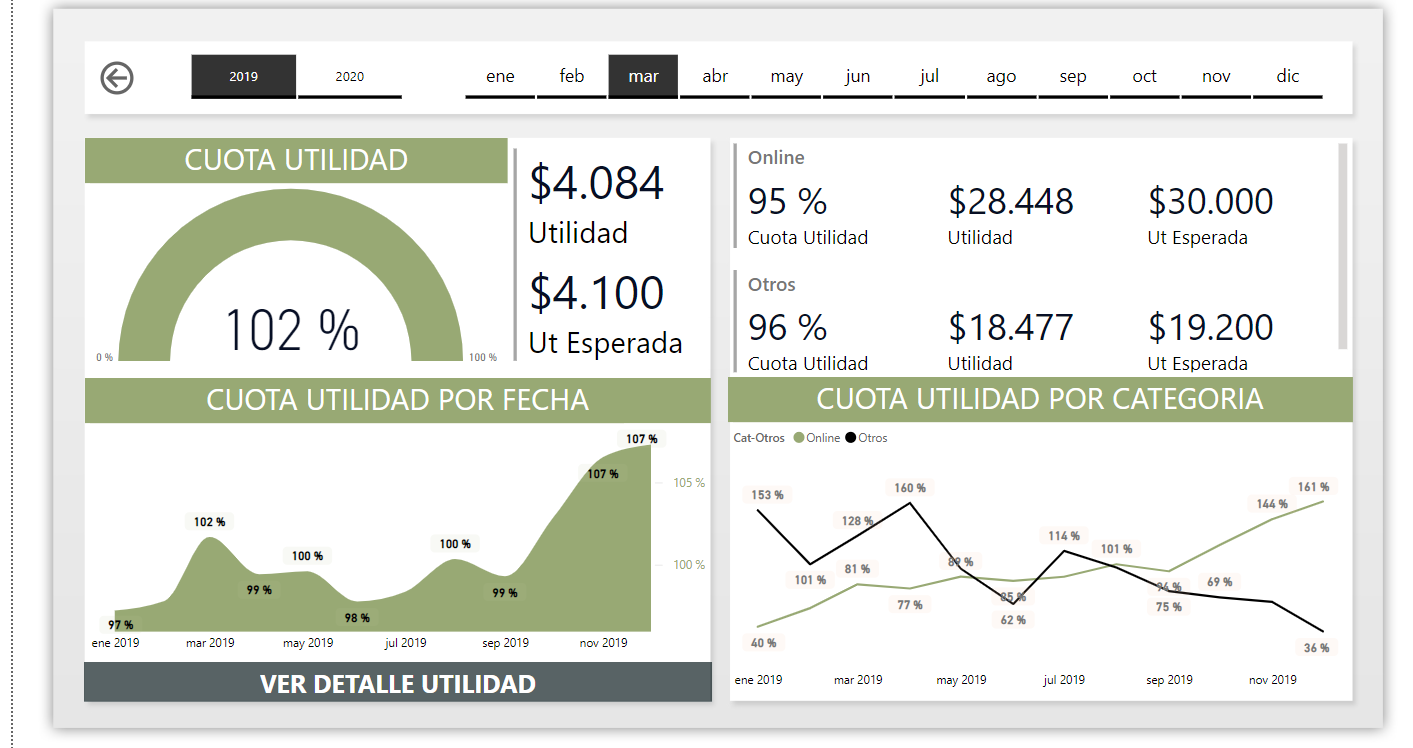 2019 2020 ene feb mar abr may jun jul ago sep oct nov dic
CUOTA UTILIDAD
102 %
0 % 100 %
$4.084
Utilidad
$4.100
Ut Esperada
Online
95 % $28.448 $30.000
Cuota Utilidad Utilidad Ut Esperada
Otros
96 % $18.477 $19.200
Cuota Utilidad Utilidad Ut Esperada
CUOTA UTILIDAD POR FECHA
107 %
107 %
105 %
102 %
100 %
100 %
100 %
99 %
99 %
98 %
97 %
ene 2019 mar 2019 may 2019 jul 2019 sep 2019 nov 2019
VER DETALLE UTILIDAD
CUOTA UTILIDAD POR CATEGORIA
Cat-Otros Online Otros
160 % 161 %
153 % 144 %
128 %
114 %
101 %
101 % 81 % 69 %
77 % 85 % 75 %
62 %
40 % 36 %
ene 2019 mar 2019 may 2019 jul 2019 sep 2019 nov 2019